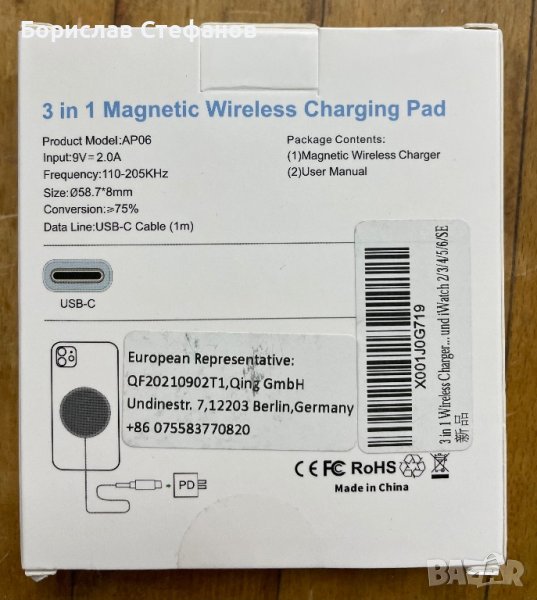 Борислав Стефанов
3 in 1 Magnetic Wireless Charging Pad
Product Model:AP06
Input:9V⎓2.0A
Frequency:110-205KHz
Size:Ø58.7*8mm
Conversion:≥75%
Data Line:USB-C Cable (1m)
Package Contents:
(1)Magnetic Wireless Charger
(2)User Manual
USB-C
European Representative:
QF20210902T1,Qing GmbH
Undinestr. 7,12203 Berlin,Germany
+86 075583770820
X001J0G719
3 in 1 Wireless Charger... und iWatch 2/3/4/5/6/SE
新品
PD
CE FC RoHS
Made in China
BAZAR